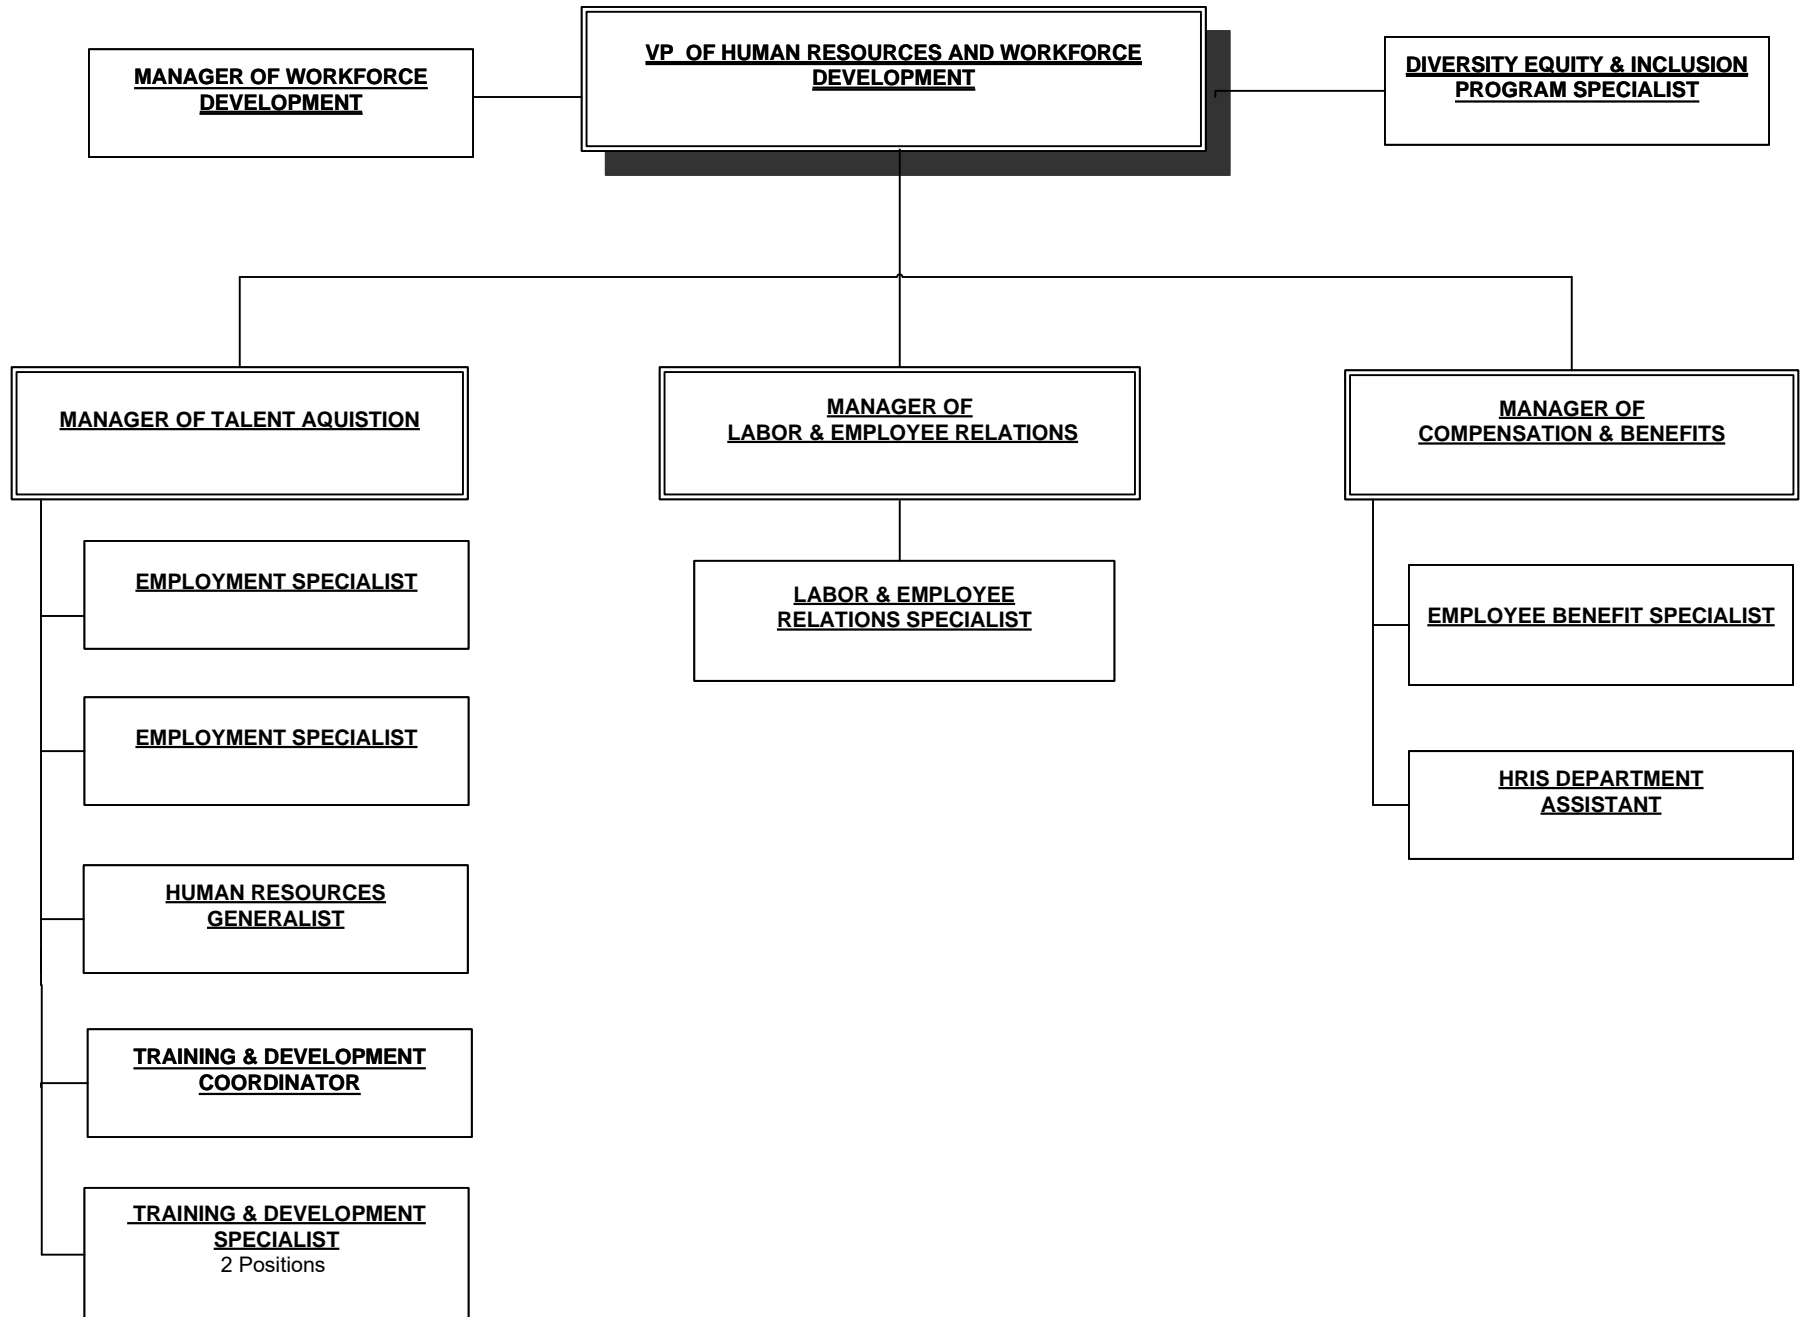 MANAGER OF WORKFORCE
DEVELOPMENT
VP OF HUMAN RESOURCES AND WORKFORCE
DEVELOPMENT
DIVERSITY EQUITY & INCLUSION
PROGRAM SPECIALIST
MANAGER OF TALENT AQUISTION
MANAGER OF
LABOR & EMPLOYEE RELATIONS
MANAGER OF
COMPENSATION & BENEFITS
EMPLOYMENT SPECIALIST
EMPLOYMENT SPECIALIST
HUMAN RESOURCES
GENERALIST
TRAINING & DEVELOPMENT
COORDINATOR
TRAINING & DEVELOPMENT
SPECIALIST
2 Positions
LABOR & EMPLOYEE
RELATIONS SPECIALIST
EMPLOYEE BENEFIT SPECIALIST
HRIS DEPARTMENT
ASSISTANT